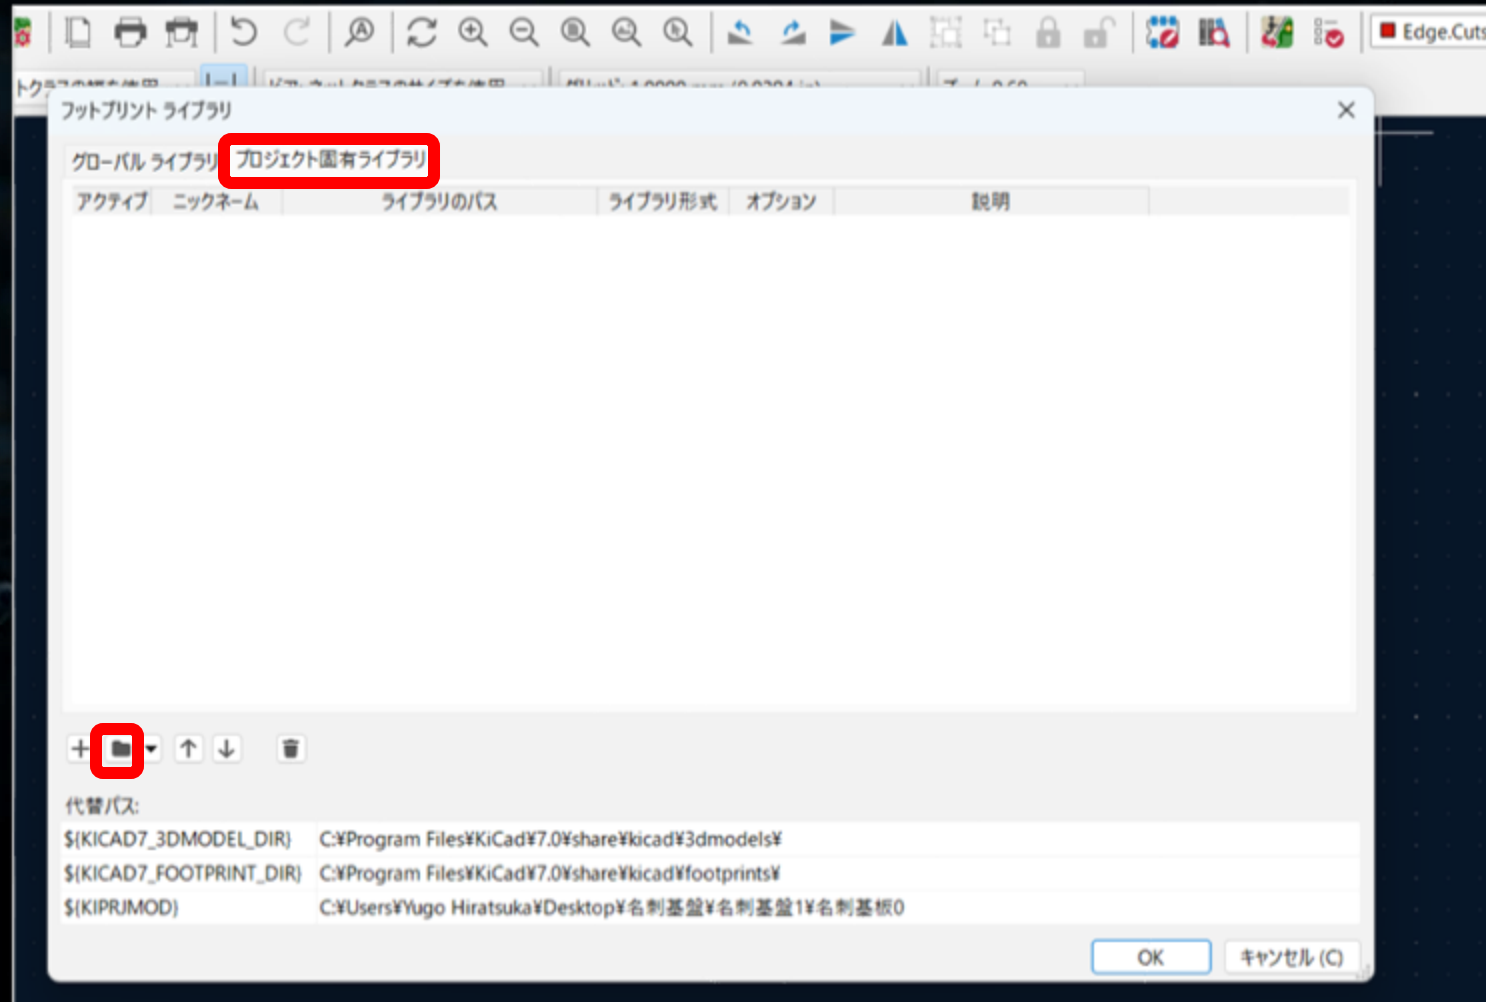 Edge.Cuts
フットプリント ライブラリ
グローバル ライブラリ プロジェクト固有ライブラリ
アクティブ ニックネーム ライブラリのパス ライブラリ形式 オプション 説明
代替パス:
${KICAD7_3DMODEL_DIR} C:¥Program Files¥KiCad¥7.0¥share¥kicad¥3dmodels¥
${KICAD7_FOOTPRINT_DIR} C:¥Program Files¥KiCad¥7.0¥share¥kicad¥footprints¥
${KIPRJMOD} C:¥Users¥Yugo Hiratsuka¥Desktop¥名刺基盤¥名刺基盤1¥名刺基板0
OK キャンセル (C)